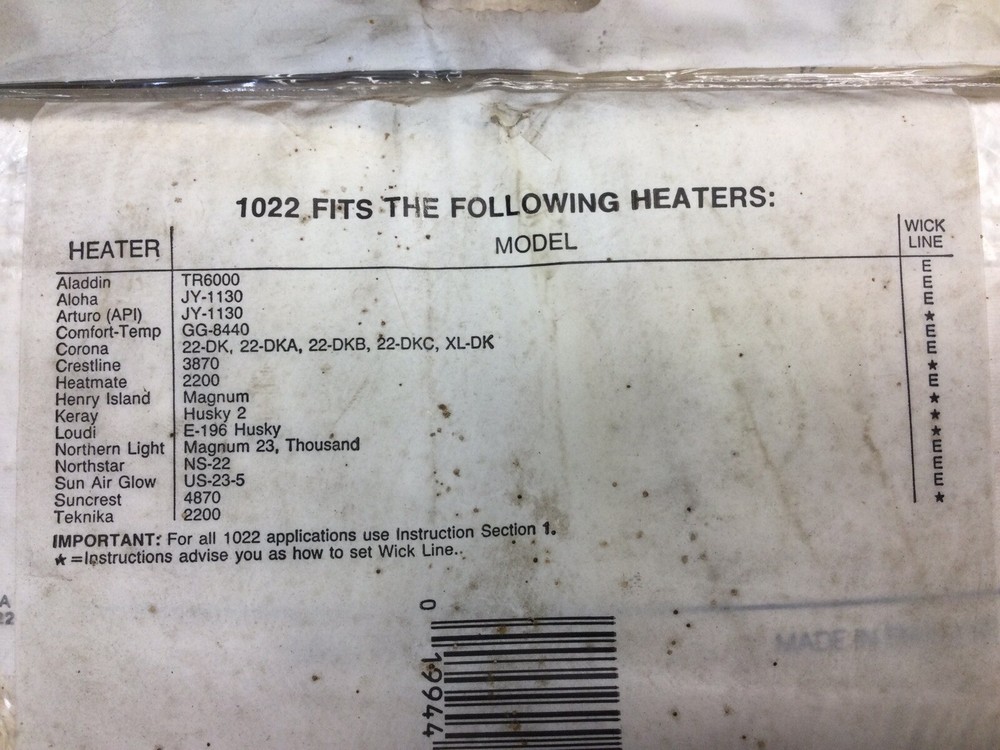 1022 FITS THE FOLLOWING HEATERS:
HEATER MODEL WICK LINE
Aladdin TR6000 E
Aloha JY-1130 E
Arturo (API) JY-1130 E
Comfort-Temp GG-8440 *
Corona 22-DK, 22-DKA, 22-DKB, 22-DKC, XL-DK E
Crestline 3870 E
Heatmate 2200 *
Henry Island Magnum E
Keray Husky 2 *
Loudi E-196 Husky *
Northern Light Magnum 23, Thousand *
Northstar NS-22 E
Sun Air Glow US-23-5 E
Suncrest 4870 E
Teknika 2200 *
IMPORTANT: For all 1022 applications use Instruction Section 1.
* =Instructions advise you as how to set Wick Line.
A
22
MADE IN
0 19944